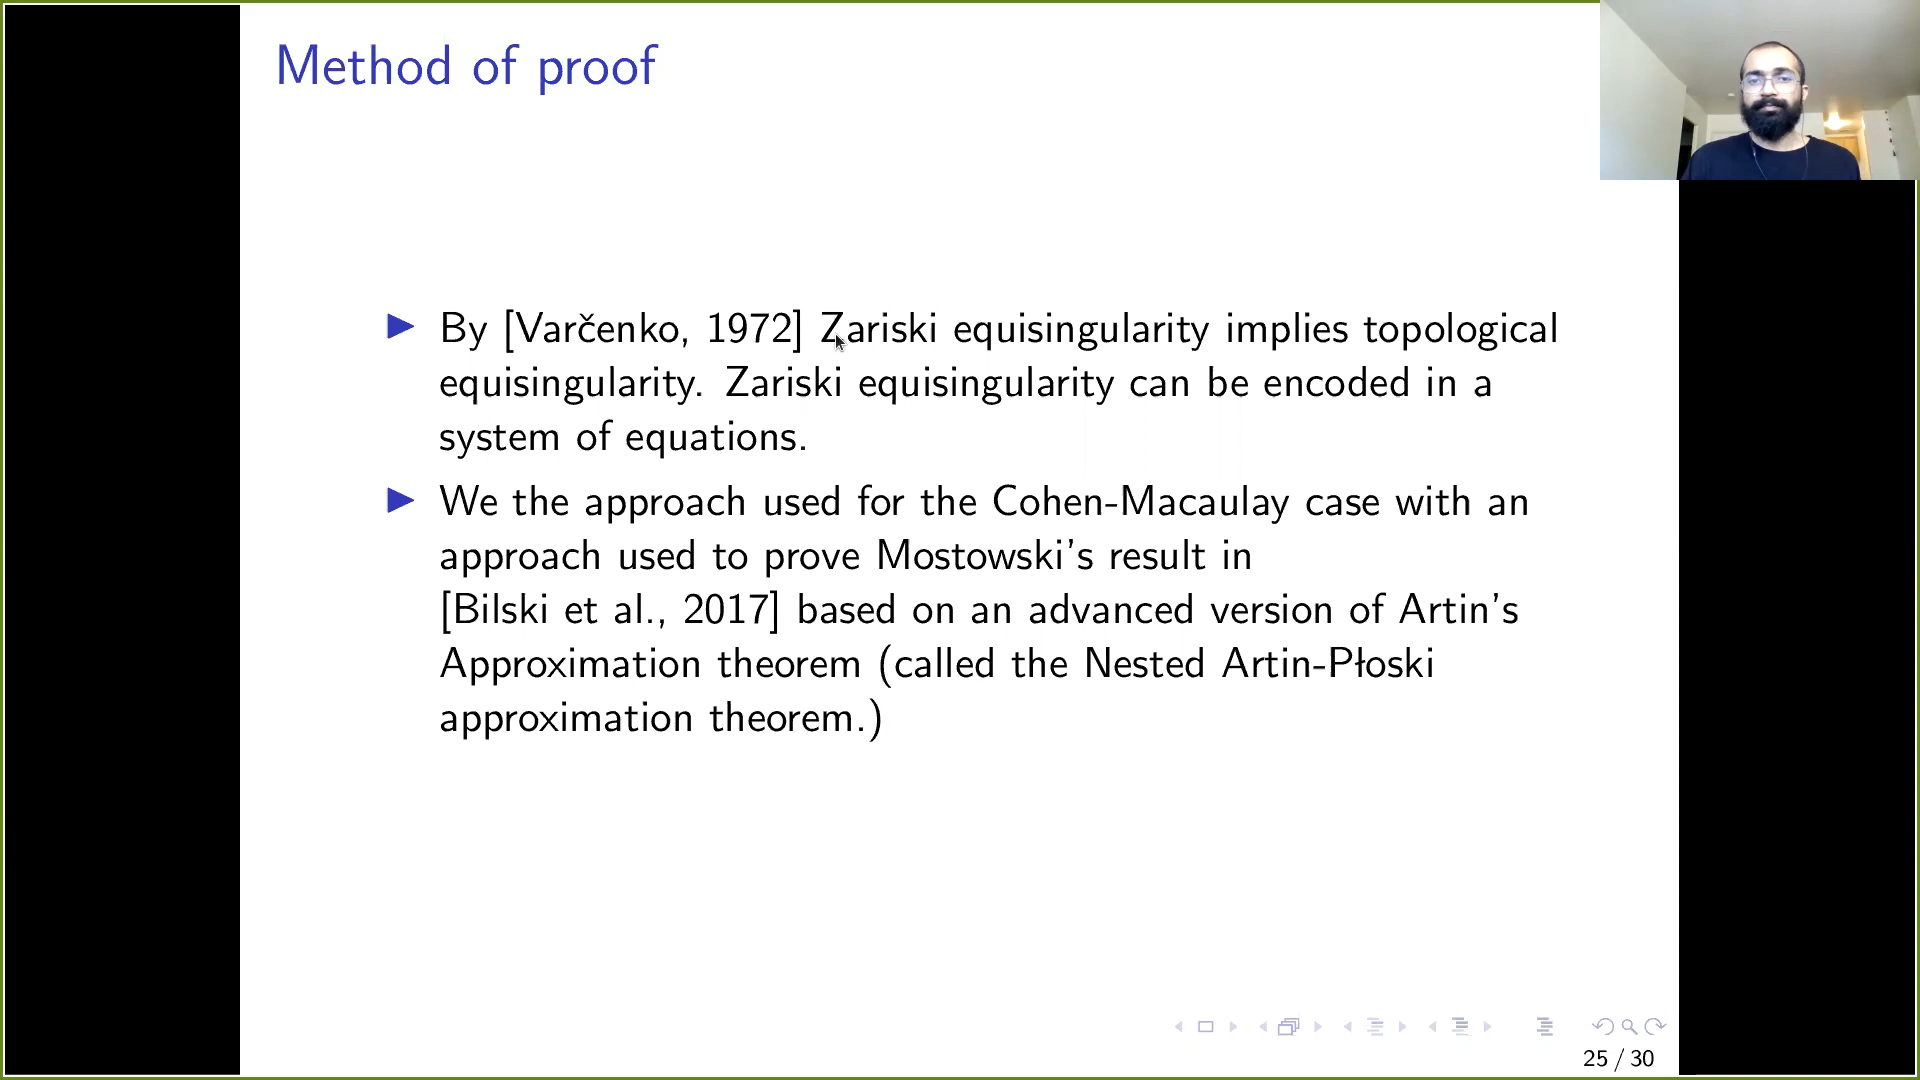 Method of proof
By [Varčenko, 1972] Zariski equisingularity implies topological
equisingularity. Zariski equisingularity can be encoded in a
system of equations.
We the approach used for the Cohen-Macaulay case with an
approach used to prove Mostowski's result in
[Bilski et al., 2017] based on an advanced version of Artin's
Approximation theorem (called the Nested Artin-Płoski
approximation theorem.)
25 / 30